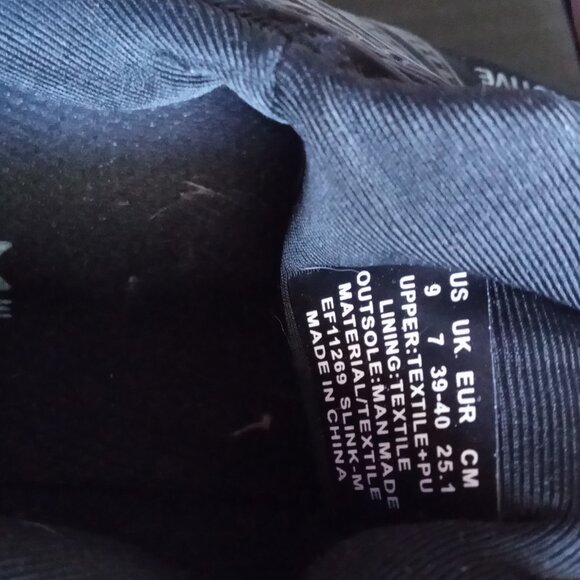 US UK EUR CM
9 7 39-40 25.1
UPPER:TEXTILE+PU
LINING:TEXTILE
OUTSOLE:MAN MADE
MATERIAL/TEXTILE
EF11269 SLINK-M
MADE IN CHINA